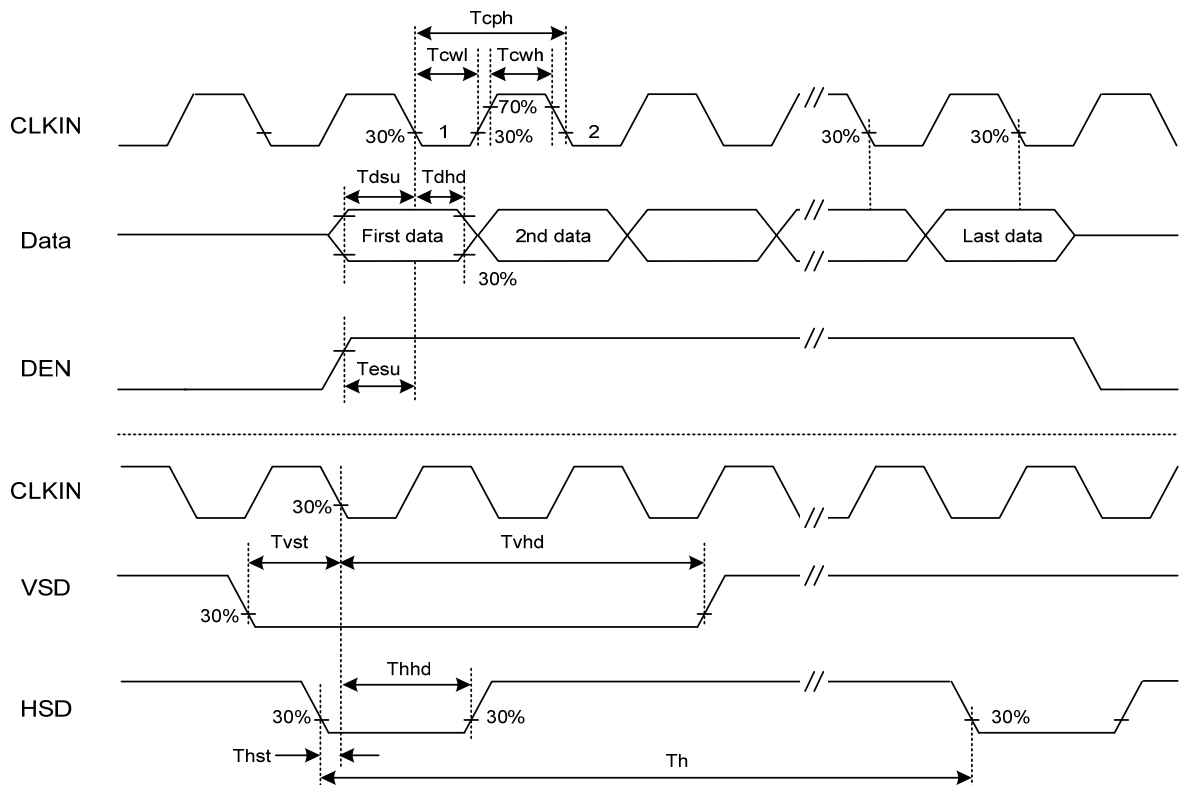 Tcph
Tcwl Tcwh
CLKIN 30% 1 30% 70% 2 30% 30%
Tdsu Tdhd
Data First data 2nd data // Last data
30%
DEN //
Tesu
CLKIN 30% //
Tvst Tvhd
VSD 30% //
Thhd
HSD 30% 30% // 30%
Thst Th